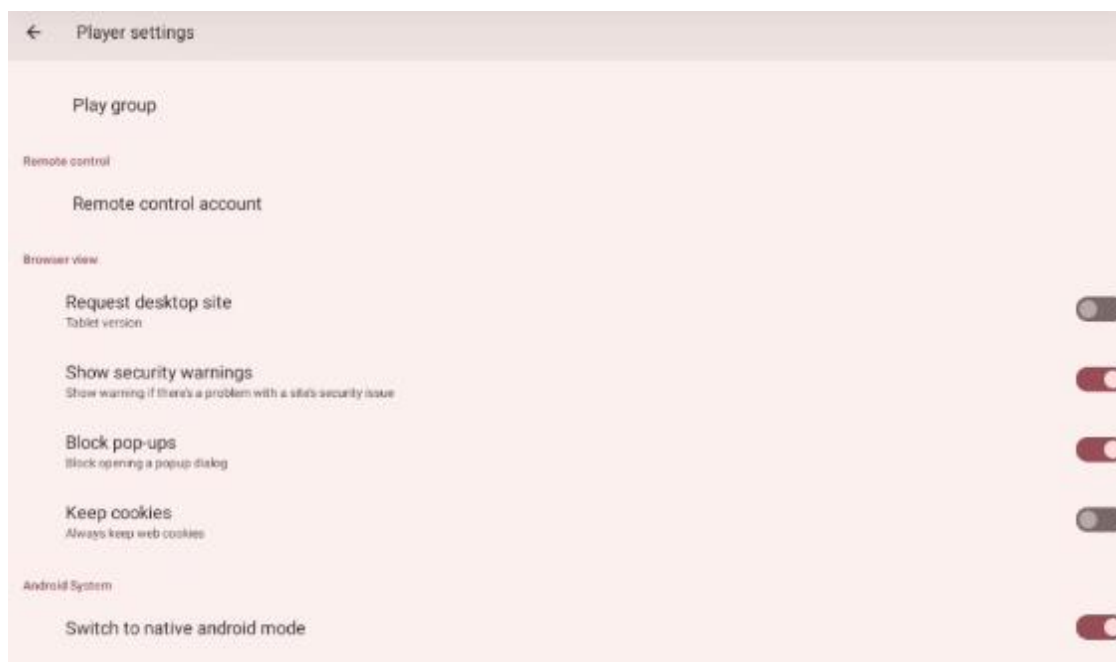 Player settings
Play group
Remote control
Remote control account
Browser view
Request desktop site
Tablet version
Show security warnings
Show warning if there's a problem with a site's security issue
Block pop-ups
Block opening a popup dialog
Keep cookies
Always keep web cookies
Android System
Switch to native android mode